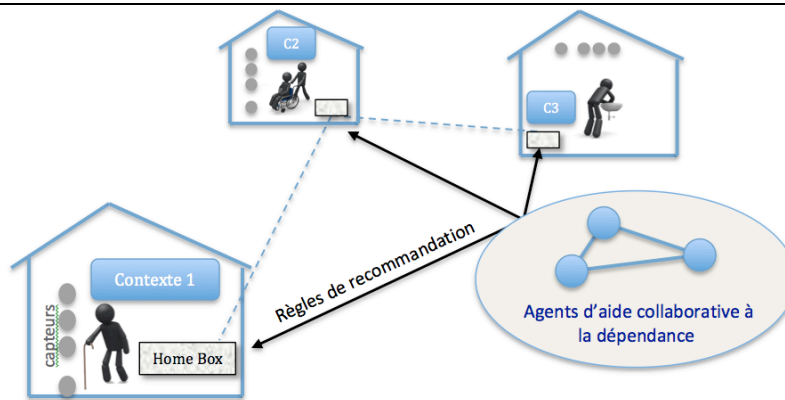 C2
C3
Contexte 1
capteurs
Home Box
Règles de recommandation
Agents d'aide collaborative à
la dépendance